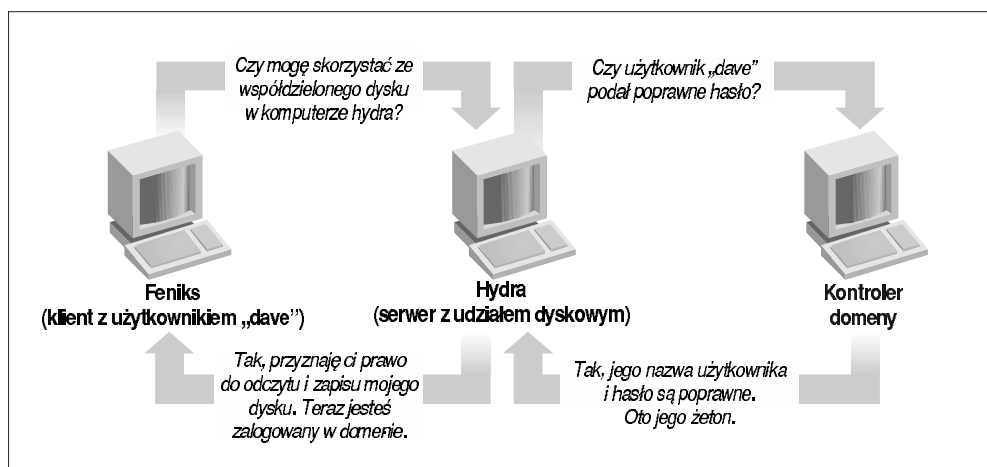 Czy mogę skorzystać ze
współdzielonego dysku
w komputerze hydra?
Czy użytkownik „dave”
podał poprawne hasło?
Feniks
(klient z użytkownikiem „dave”)
Hydra
(serwer z udziałem dyskowym)
Kontroler
domeny
Tak, przyznaję ci prawo
do odczytu i zapisu mojego
dysku. Teraz jesteś
zalogowany w domenie.
Tak, jego nazwa użytkownika
i hasło są poprawne.
Oto jego żeton.